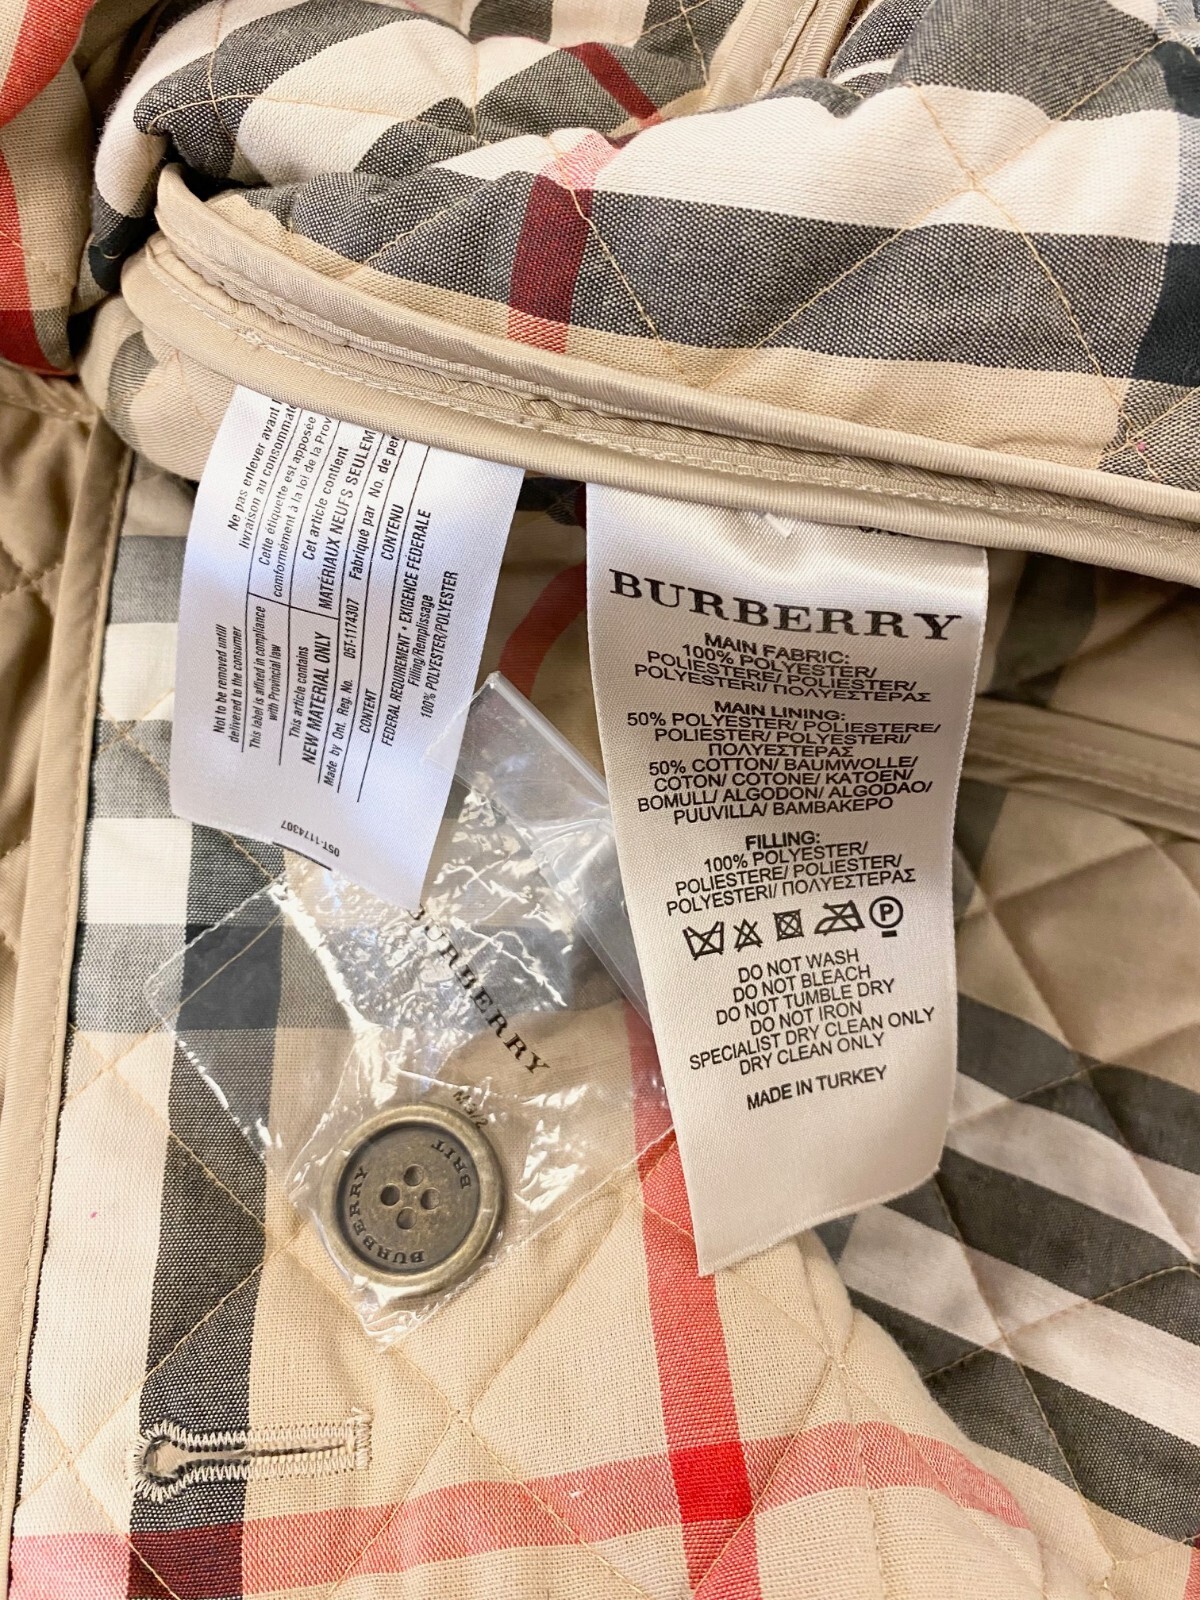 Ne pas enlever avant
livraison au consommate
Cette étiquette est apposée
conformément à la loi de la Prov
Cet article contient
MATÉRIAUX NEUFS SEULEM
Fabriqué par No. de per
CONTENU
Not to be removed untill
delivered to the consumer
This label is affixed in compliance
with Provincial law
This article contains
NEW MATERIAL ONLY
Made by Ont. Reg. No. 05T-1174307
CONTENT
FEDERAL REQUIREMENT • EXIGENCE FÉDERALE
Filling/Remplissage
100% POLYESTER/POLYESTER
05T-1174307
BURBERRY
MAIN FABRIC:
100% POLYESTER/
POLIESTERE/ POLIESTER/
POLYESTERI/ ΠΟΛΥΕΣΤΕΡΑΣ
MAIN LINING:
50% POLYESTER/ POLIESTERE/
POLIESTER/ POLYESTERI/
ΠΟΛΥΕΣΤΕΡΑΣ
50% COTTON/ BAUMWOLLE/
COTON/ COTONE/ KATOEN/
BOMULL/ ALGODON/ ALGODAO/
PUUVILLA/ ΒΑΜΒΑΚΕΡΟ
FILLING:
100% POLYESTER/
POLIESTERE/ POLIESTER/
POLYESTERI/ ΠΟΛΥΕΣΤΕΡΑΣ
P
DO NOT WASH
DO NOT BLEACH
DO NOT TUMBLE DRY
DO NOT IRON
SPECIALIST DRY CLEAN ONLY
DRY CLEAN ONLY
MADE IN TURKEY
BURBERRY
BURBERRY BRIT